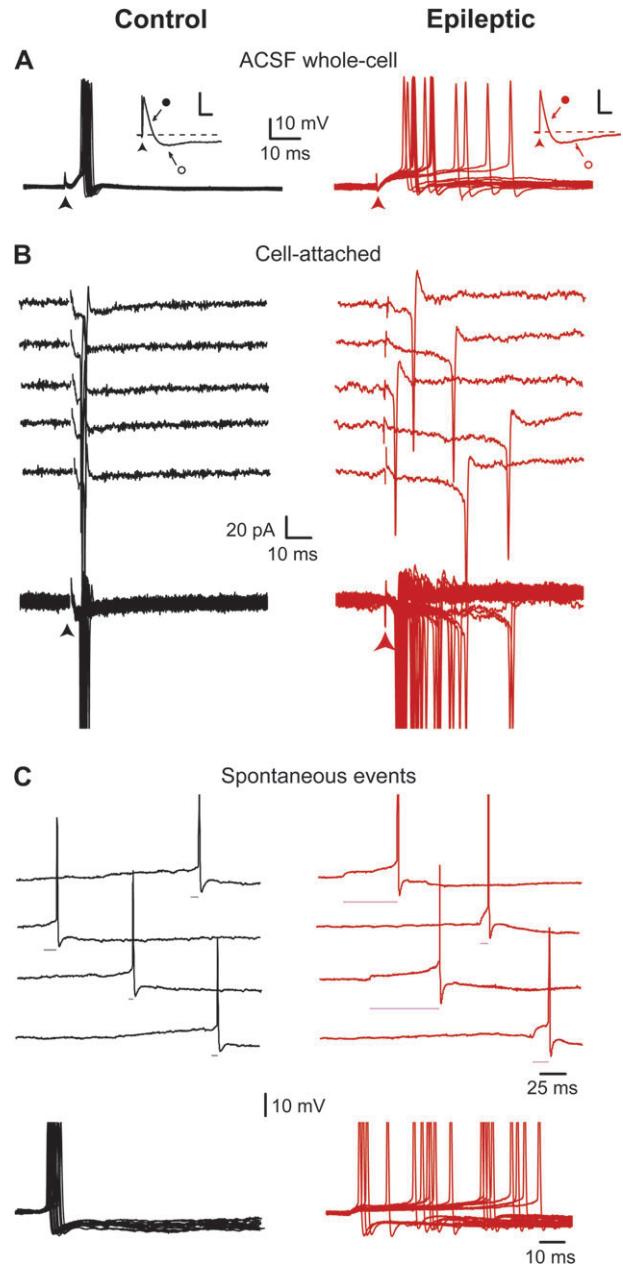 Control Epileptic
A ACSF whole-cell
10 mV
10 ms
B Cell-attached
20 pA
10 ms
C Spontaneous events
25 ms
10 mV
10 ms